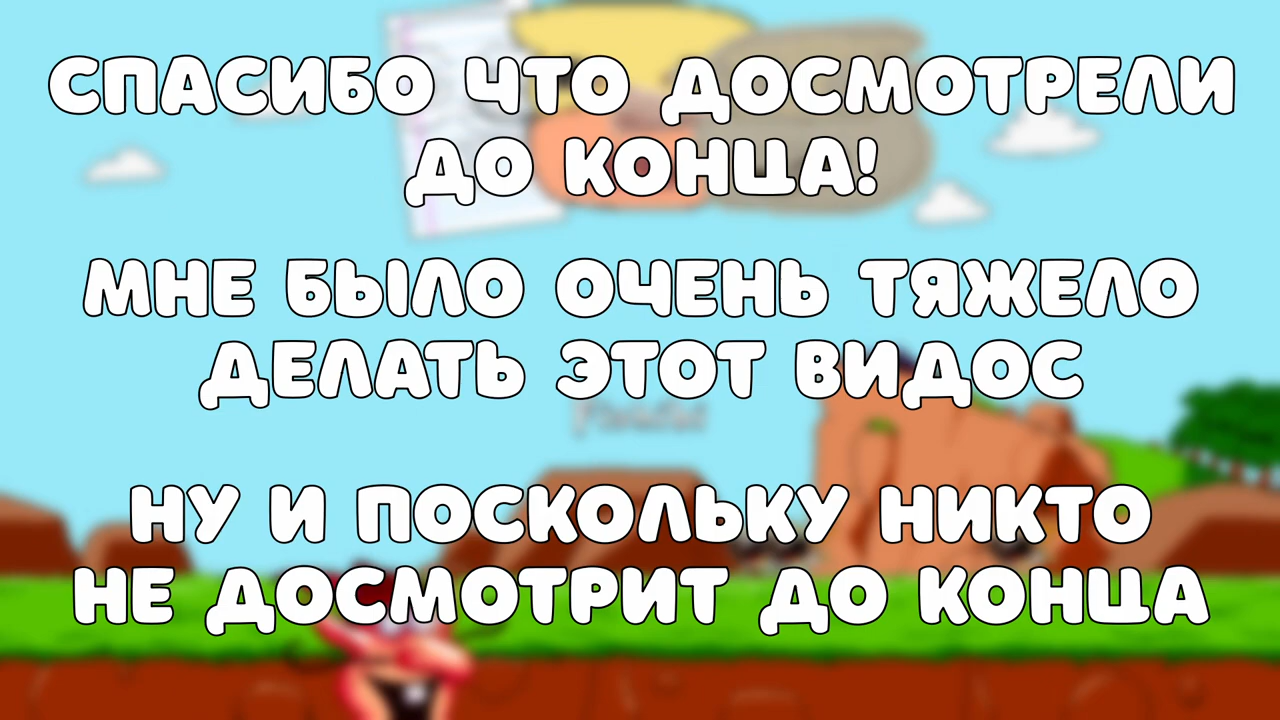 СПАСИБО ЧТО ДОСМОТРЕЛИ
ДО КОНЦА!
МНЕ БЫЛО ОЧЕНЬ ТЯЖЕЛО
ДЕЛАТЬ ЭТОТ ВИДОС
НУ И ПОСКОЛЬКУ НИКТО
НЕ ДОСМОТРИТ ДО КОНЦА